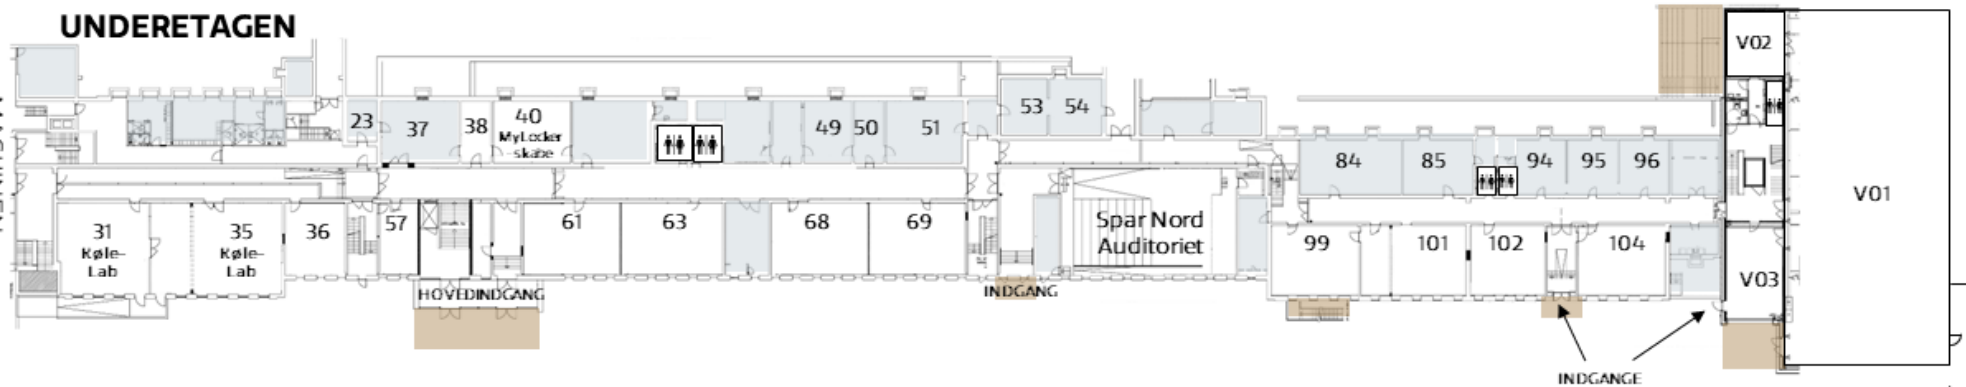 UNDERETAGEN
V02
23
37
38
40
MyLocker
-skabe
49
50
51
53
54
84
85
94
95
96
V01
31
Køle-
Lab
35
Køle-
Lab
36
57
61
63
68
69
Spar Nord
Auditoriet
99
101
102
104
V03
HOVEDINDGANG
INDGANG
INDGANGE